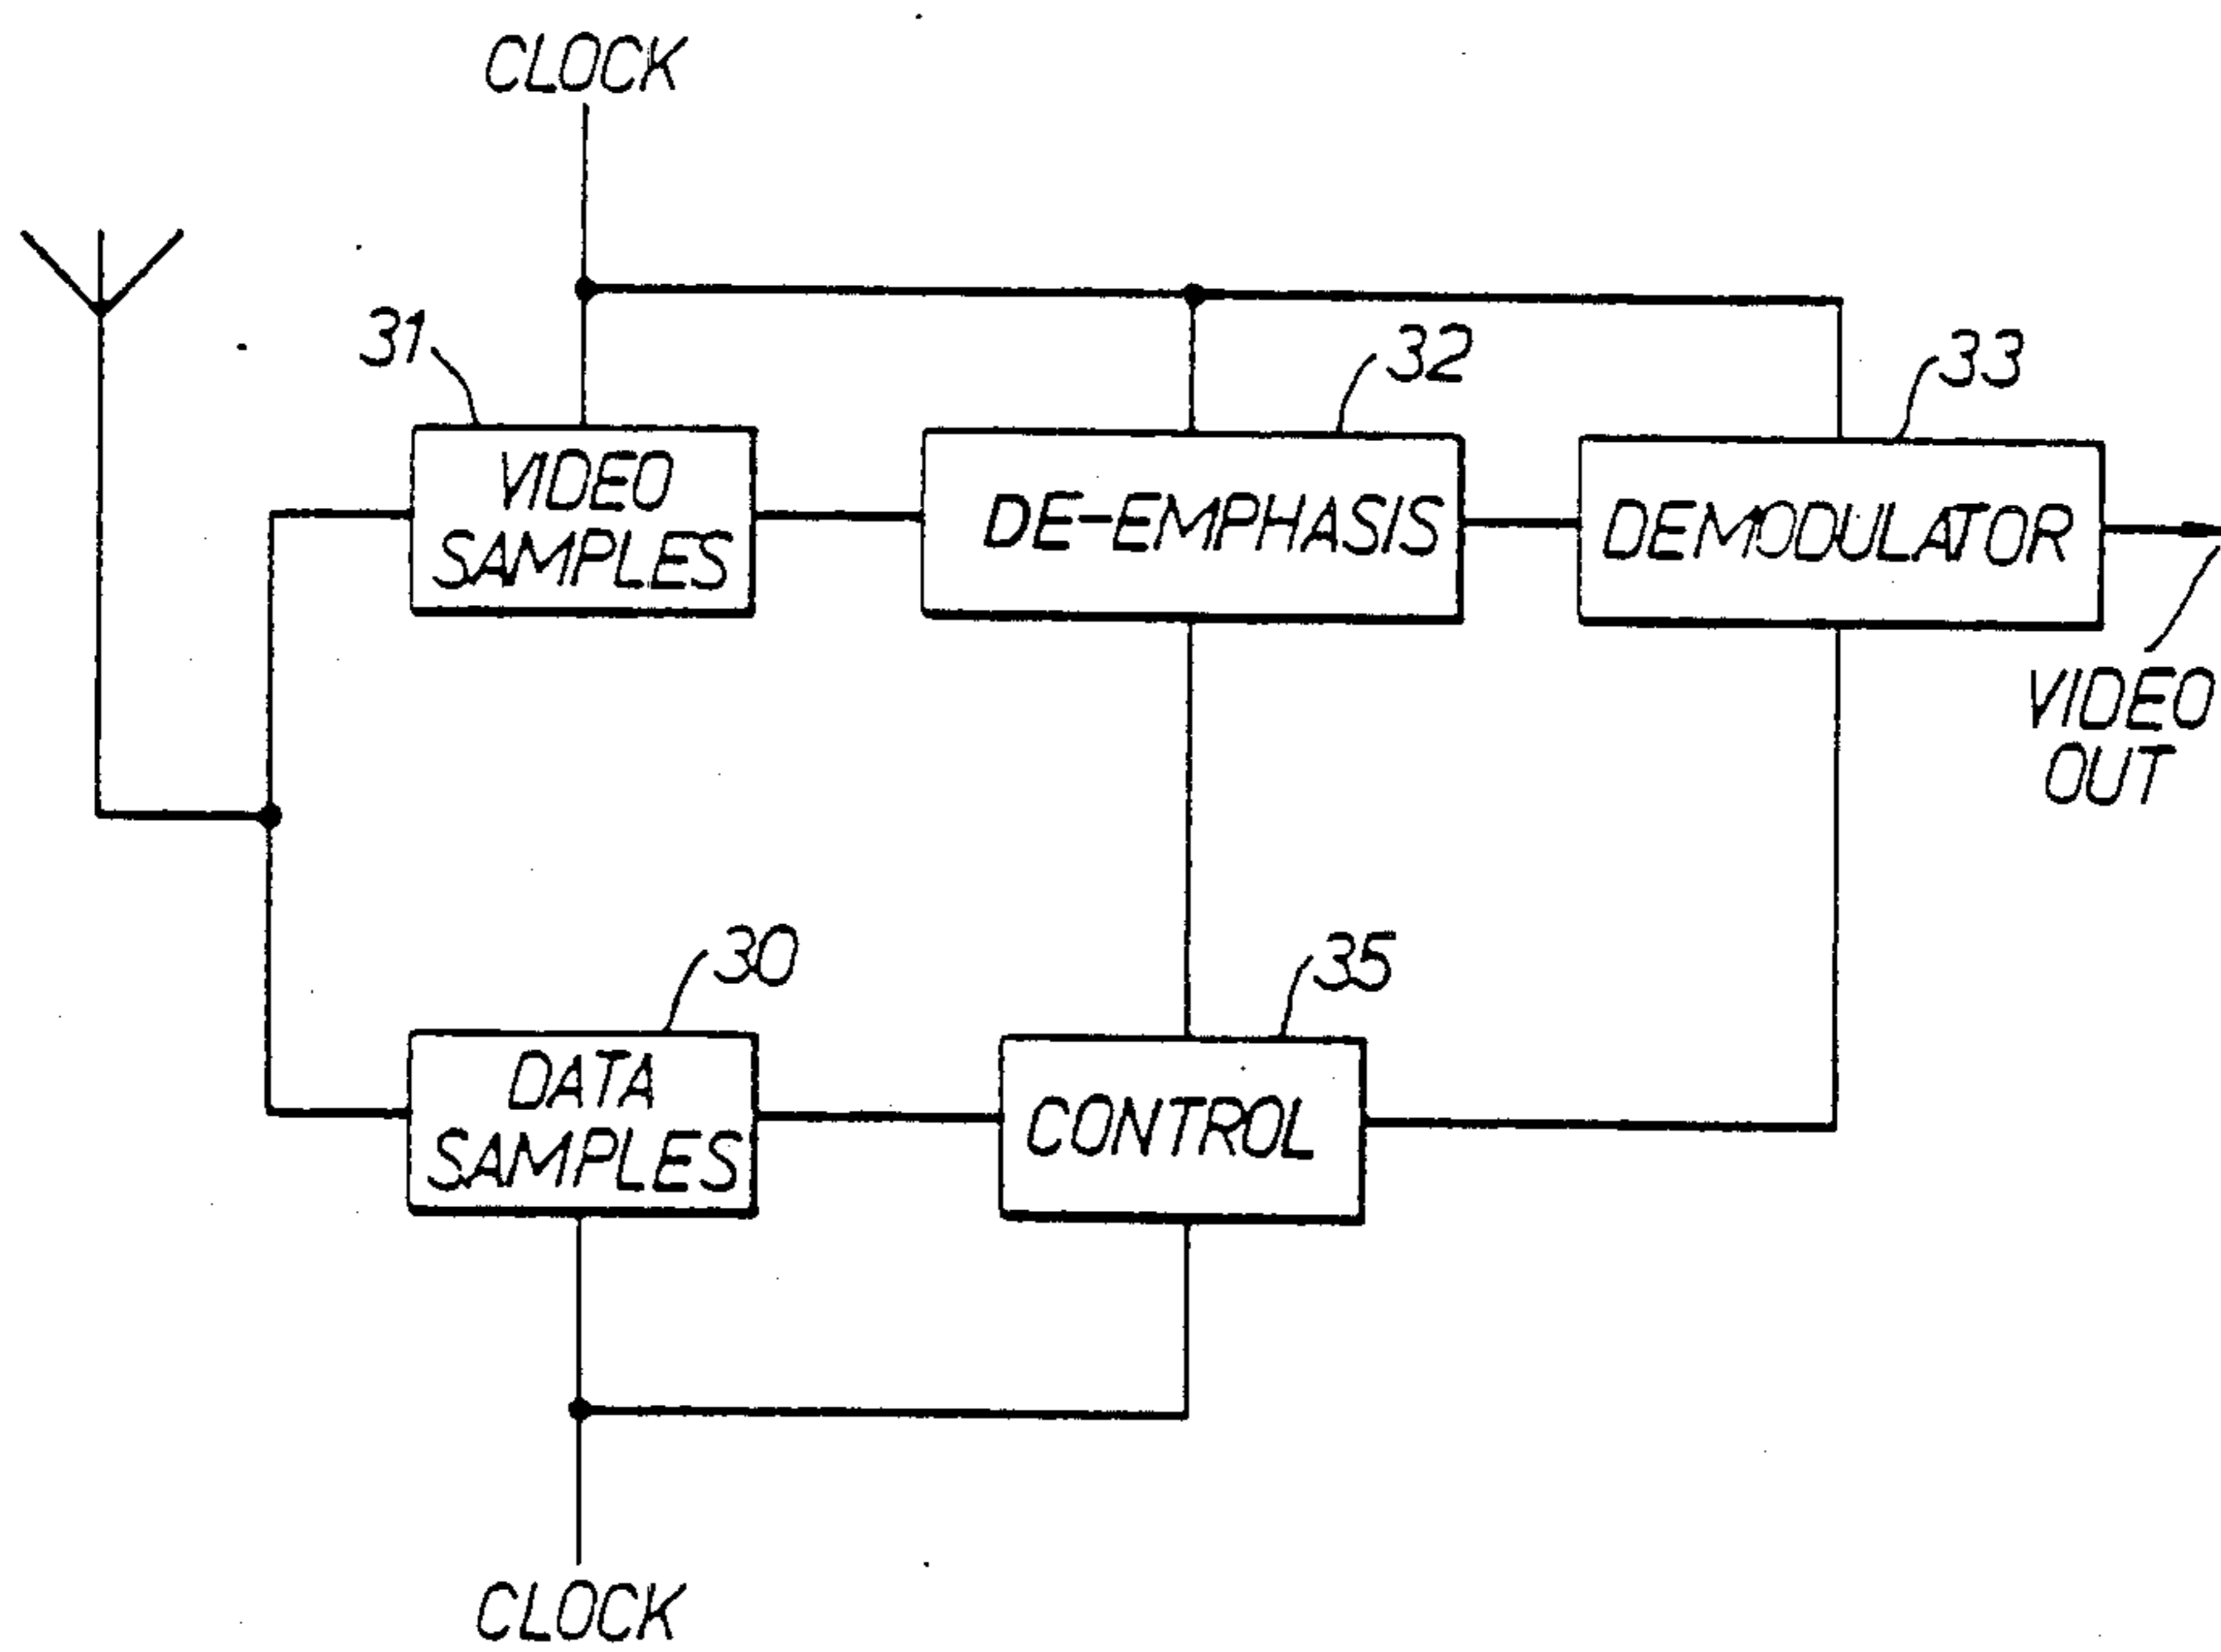 CLOCK
31
32
33
VIDEO
SAMPLES
DE-EMPHASIS
DEMODULATOR
VIDEO
OUT
30
35
DATA
SAMPLES
CONTROL
CLOCK